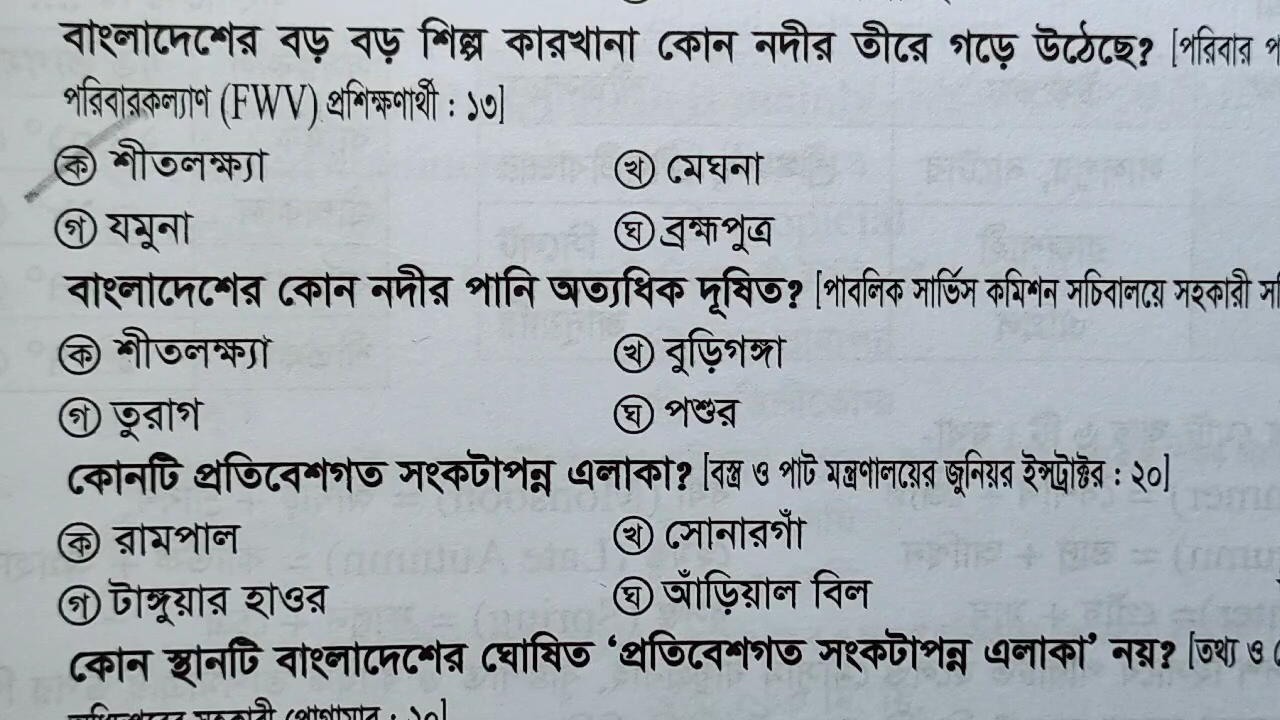 বাংলাদেশের বড় বড় শিল্প কারখানা কোন নদীর তীরে গড়ে উঠেছে? [পরিবার
পরিবারকল্যাণ (FWV) প্রশিক্ষণার্থী : ১৩]
ক শীতলক্ষ্যা খ মেঘনা
গ যমুনা ঘ ব্রহ্মপুত্র
বাংলাদেশের কোন নদীর পানি অত্যধিক দূষিত? [পাবলিক সার্ভিস কমিশন সচিবালয়ে সহকারী
ক শীতলক্ষ্যা খ বুড়িগঙ্গা
গ তুরাগ ঘ পশুর
কোনটি প্রতিবেশগত সংকটাপন্ন এলাকা? [বস্ত্র ও পাট মন্ত্রণালয়ের জুনিয়র ইন্সট্রাক্টর : ২০]
ক রামপাল খ সোনারগাঁ
গ টাঙ্গুয়ার হাওর ঘ আঁড়িয়াল বিল
কোন স্থানটি বাংলাদেশের ঘোষিত ‘প্রতিবেশগত সংকটাপন্ন এলাকা’ নয়? [তথ্য ও